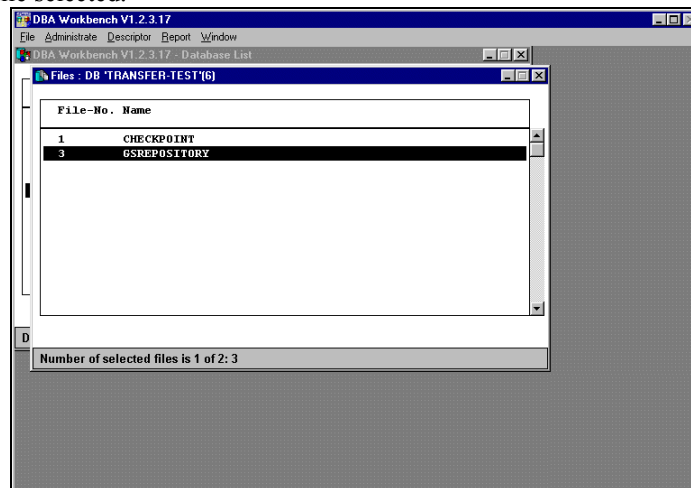 file selected.
DBA Workbench V1.2.3.17
File Administrate Descriptor Report Window
DBA Workbench V1.2.3.17 - Database List
Files : DB 'TRANSFER-TEST'(6)
File-No. Name
1 CHECKPOINT
3 GSREPOSITORY
D
Number of selected files is 1 of 2: 3